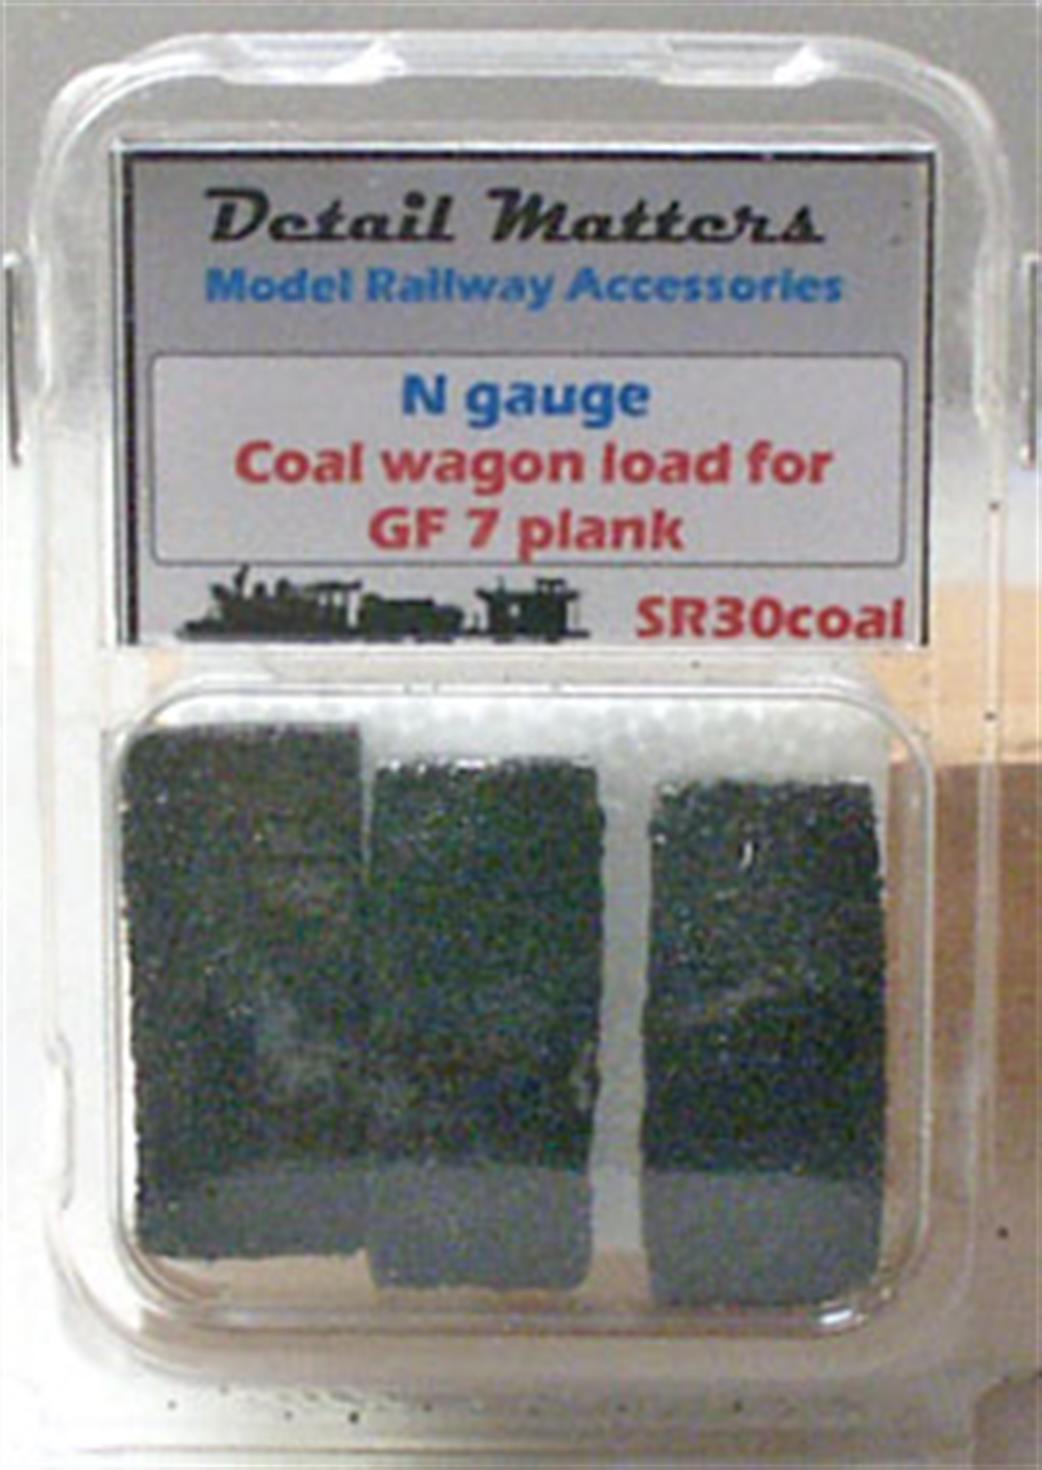 Detail Matters
Model Railway Accessories
N gauge
Coal wagon load for
GF 7 plank
SR30coal